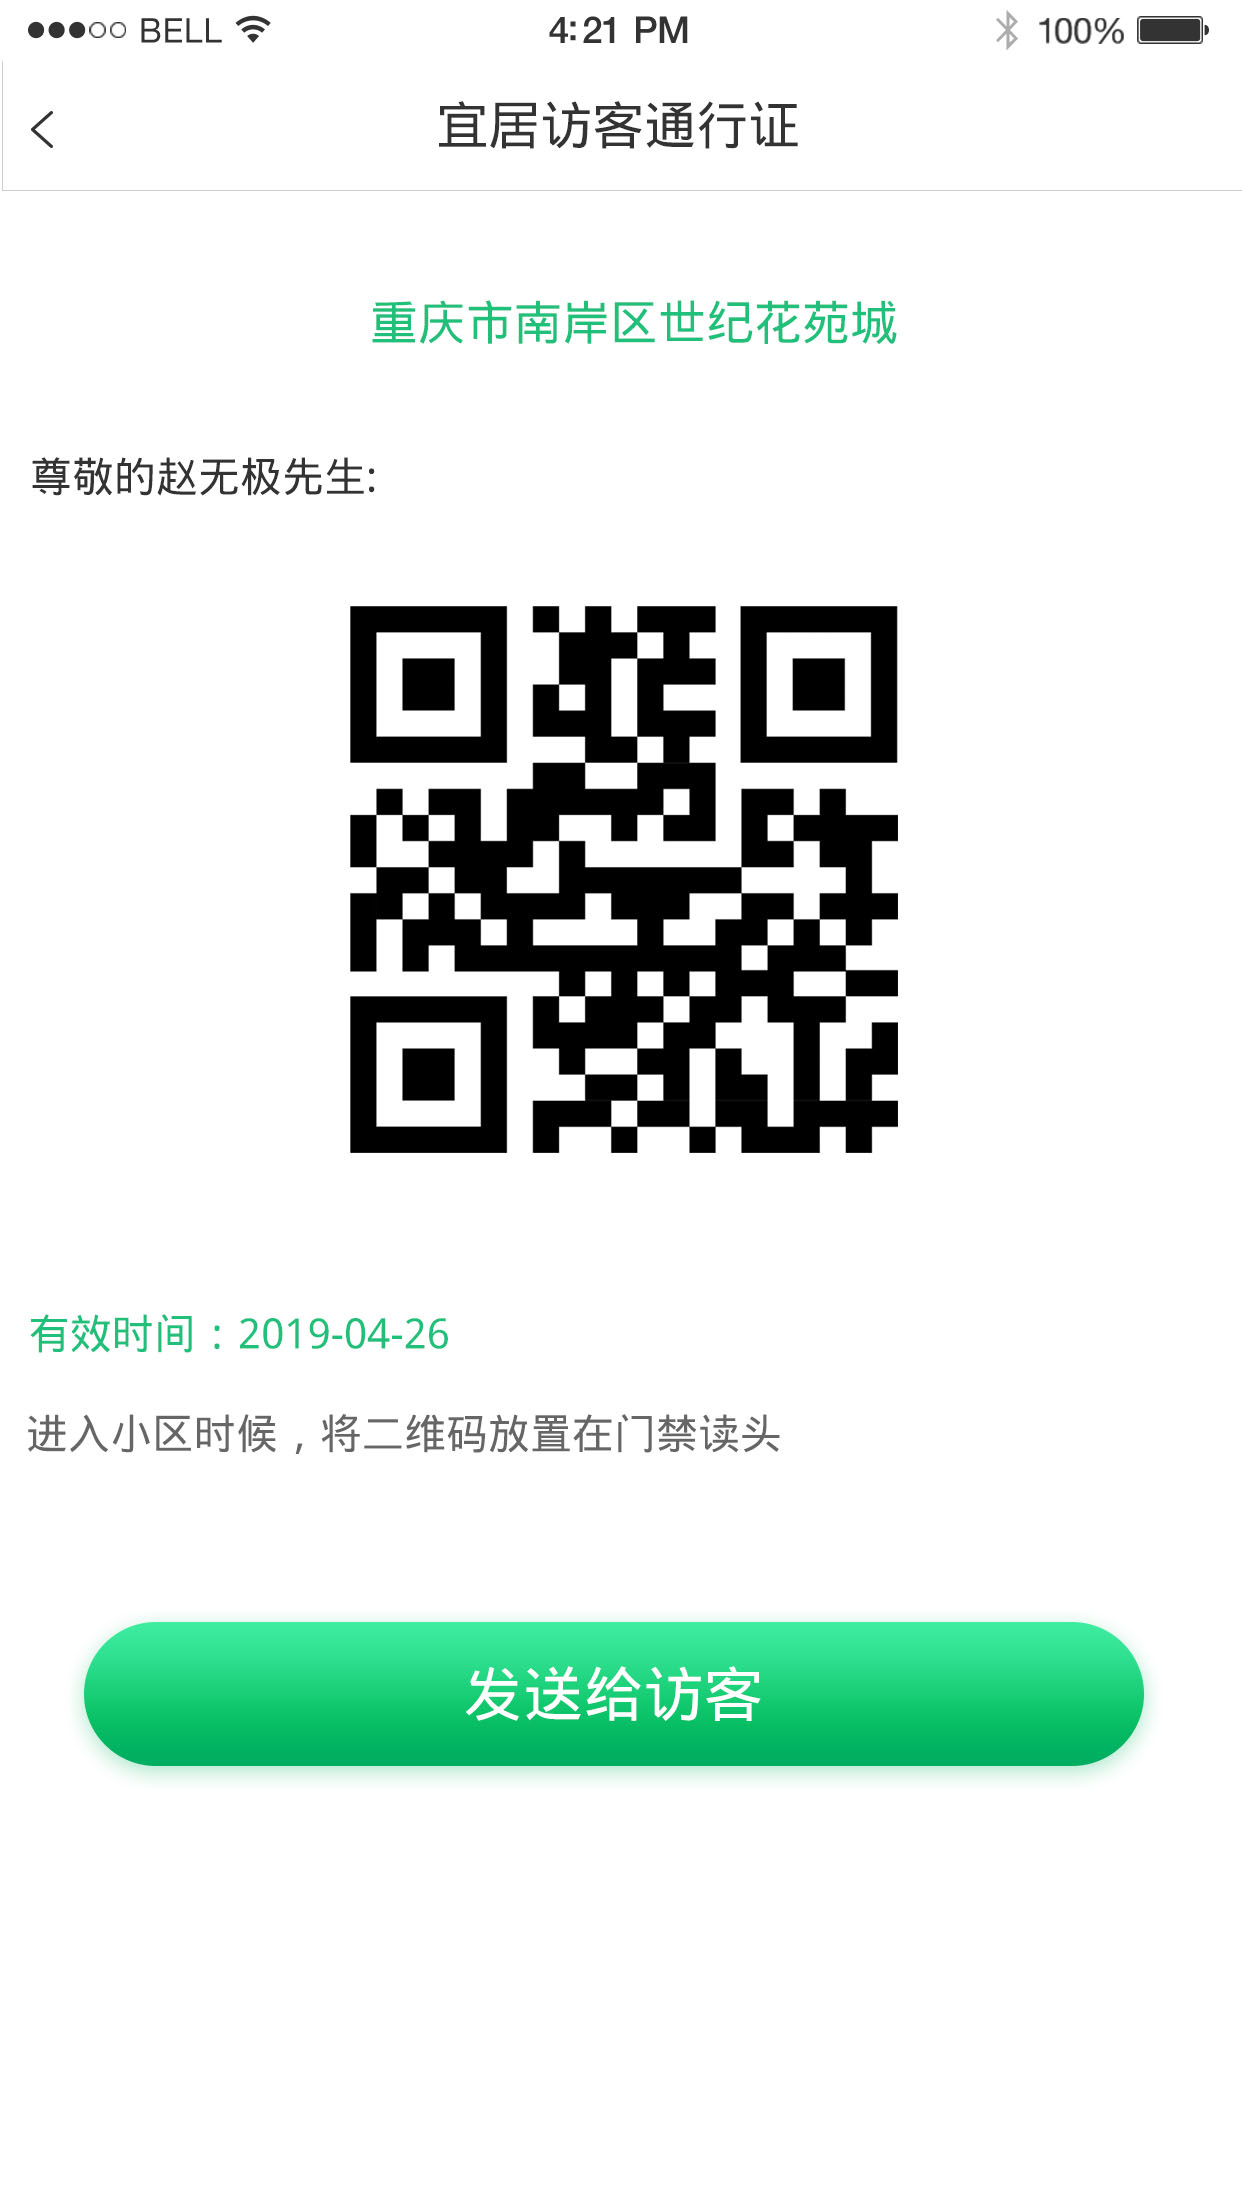 BELL 4:21 PM 100%
宜居访客通行证
重庆市南岸区世纪花苑城
尊敬的赵无极先生:
有效时间：2019-04-26
进入小区时候，将二维码放置在门禁读头
发送给访客